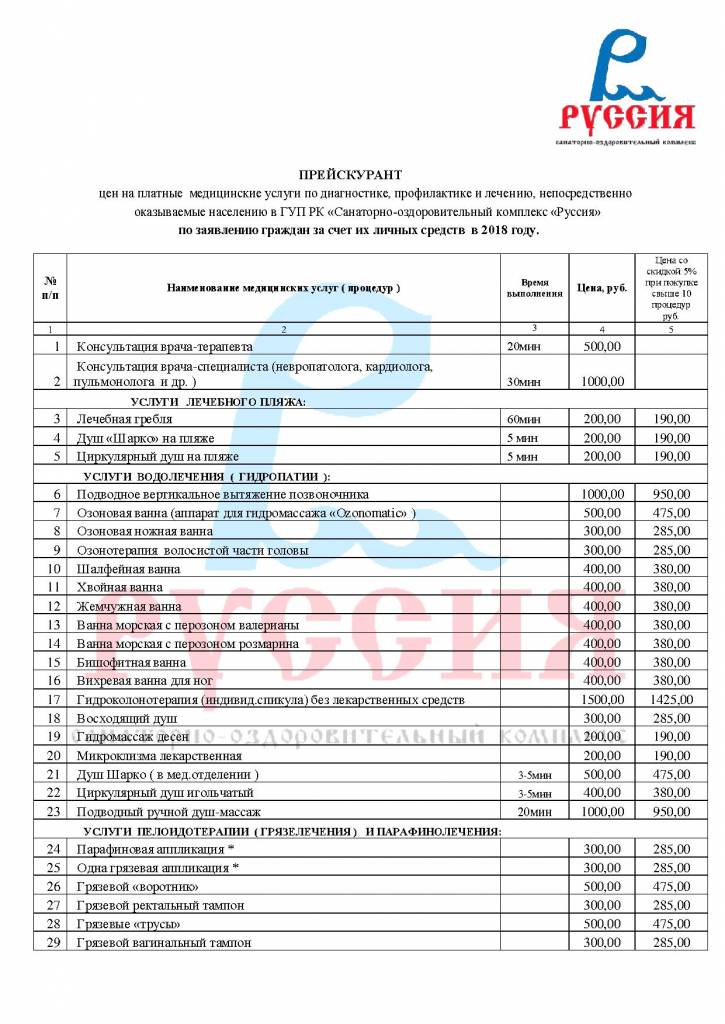 РУССИЯ
САНАТОРНО-ОЗДОРОВИТЕЛЬНЫЙ КОМПЛЕКС
ПРЕЙСКУРАНТ
цен на платные медицинские услуги по диагностике, профилактике и лечению, непосредственно
оказываемые населению в ГУП РК «Санаторно-оздоровительный комплекс «Руссия»
по заявлению граждан за счет их личных средств в 2018 году.
№ п/п Наименование медицинских услуг ( процедур ) Время выполнения Цена, руб. Цена со скидкой 5% при покупке свыше 10 процедур руб.
1 2 3 4 5
1 Консультация врача-терапевта 20мин 500,00
2 Консультация врача-специалиста (невропатолога, кардиолога, пульмонолога и др. ) 30мин 1000,00
УСЛУГИ ЛЕЧЕБНОГО ПЛЯЖА:
3 Лечебная гребля 60мин 200,00 190,00
4 Душ «Шарко» на пляже 5 мин 200,00 190,00
5 Циркулярный душ на пляже 5 мин 200,00 190,00
УСЛУГИ ВОДОЛЕЧЕНИЯ ( ГИДРОПАТИИ ):
6 Подводное вертикальное вытяжение позвоночника 1000,00 950,00
7 Озоновая ванна (аппарат для гидромассажа «Ozonomatic» ) 500,00 475,00
8 Озоновая ножная ванна 300,00 285,00
9 Озонотерапия волосистой части головы 300,00 285,00
10 Шалфейная ванна 400,00 380,00
11 Хвойная ванна 400,00 380,00
12 Жемчужная ванна 400,00 380,00
13 Ванна морская с перозоном валерианы 400,00 380,00
14 Ванна морская с перозоном розмарина 400,00 380,00
15 Бишофитная ванна 400,00 380,00
16 Вихревая ванна для ног 400,00 380,00
17 Гидроколонотерапия (индивид.спикула) без лекарственных средств 1500,00 1425,00
18 Восходящий душ 300,00 285,00
19 Гидромассаж десен 200,00 190,00
20 Микроклизма лекарственная 200,00 190,00
21 Душ Шарко ( в мед.отделении ) 3-5мин 500,00 475,00
22 Циркулярный душ игольчатый 3-5мин 400,00 380,00
23 Подводный ручной душ-массаж 20мин 1000,00 950,00
УСЛУГИ ПЕЛОИДОТЕРАПИИ ( ГРЯЗЕЛЕЧЕНИЯ ) И ПАРАФИНОЛЕЧЕНИЯ:
24 Парафиновая аппликация * 300,00 285,00
25 Одна грязевая аппликация * 300,00 285,00
26 Грязевой «воротник» 500,00 475,00
27 Грязевой ректальный тампон 300,00 285,00
28 Грязевые «трусы» 500,00 475,00
29 Грязевой вагинальный тампон 300,00 285,00
РУССИЯ
САНАТОРНО-ОЗДОРОВИТЕЛЬНЫЙ КОМПЛЕКС